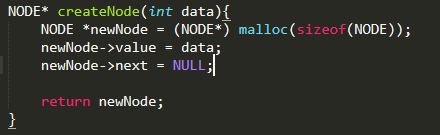 NODE* createNode(int data){
    NODE *newNode = (NODE*) malloc(sizeof(NODE));
    newNode->value = data;
    newNode->next = NULL;

    return newNode;
}